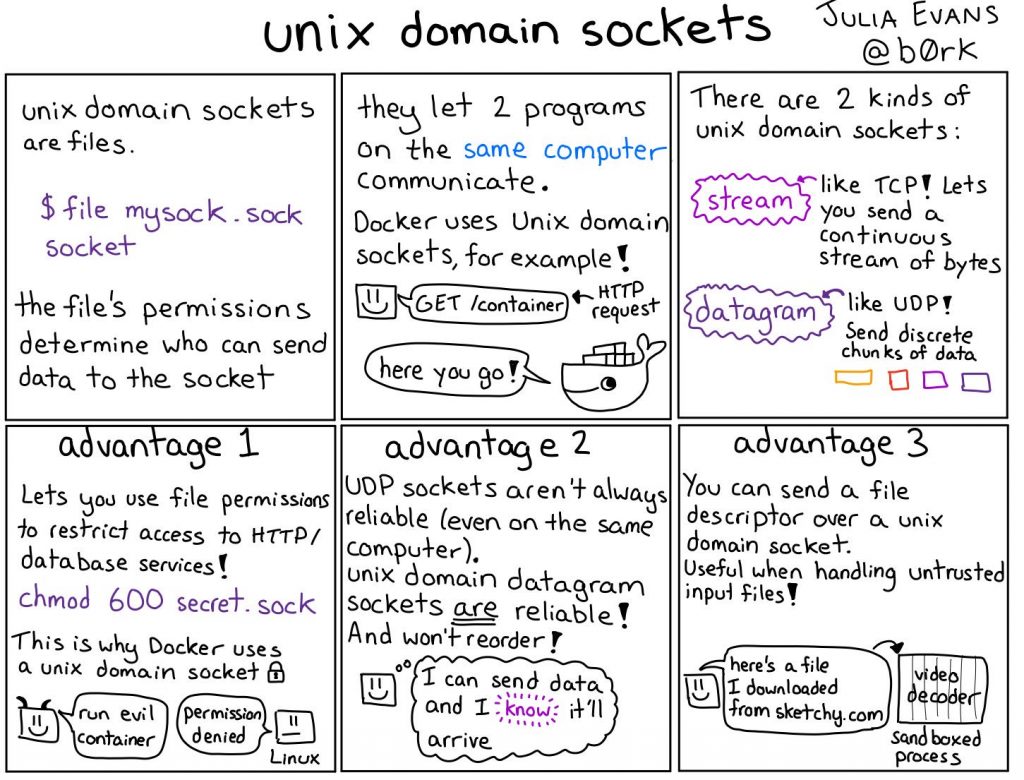 unix domain sockets
JULIA EVANS
@b0rk
unix domain sockets
are files.
$ file mysock.sock
socket
the file's permissions
determine who can send
data to the socket
they let 2 programs
on the same computer
communicate.
Docker uses Unix domain
sockets, for example!
GET /container
HTTP
request
here you go!
There are 2 kinds of
unix domain sockets:
stream
like TCP! Lets
you send a
continuous
stream of bytes
datagram
like UDP!
Send discrete
chunks of data
advantage 1
Lets you use file permissions
to restrict access to HTTP/
database services!
chmod 600 secret.sock
This is why Docker uses
a unix domain socket
run evil
container
permission
denied
Linux
advantage 2
UDP sockets aren't always
reliable (even on the same
computer).
unix domain datagram
sockets are reliable!
And won't reorder!
I can send data
and I know it'll
arrive
advantage 3
You can send a file
descriptor over a unix
domain socket.
Useful when handling untrusted
input files!
here's a file
I downloaded
from sketchy.com
video
decoder
sandboxed
process